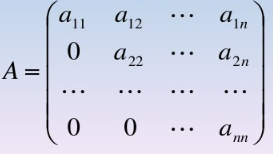 A = 
a₁₁ a₁₂ ⋯ a₁ₙ
0 a₂₂ ⋯ a₂ₙ
⋯ ⋯ ⋯ ⋯
0 0 ⋯ aₙₙ